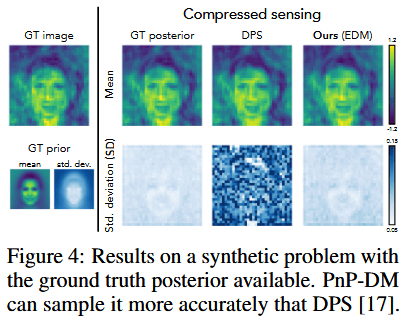 Compressed sensing
GT image
GT posterior
DPS
Ours (EDM)
Mean
1.2
-1.2
GT prior
mean
std. dev.
Std. deviation (SD)
0.15
0.05
Figure 4: Results on a synthetic problem with
the ground truth posterior available. PnP-DM
can sample it more accurately that DPS [17].